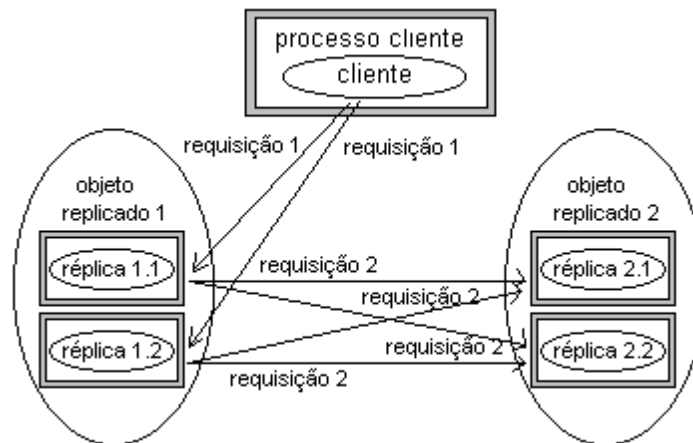 processo cliente
cliente
requisição 1
requisição 1
objeto
replicado 1
réplica 1.1
réplica 1.2
requisição 2
requisição 2
requisição 2
requisição 2
objeto
replicado 2
réplica 2.1
réplica 2.2